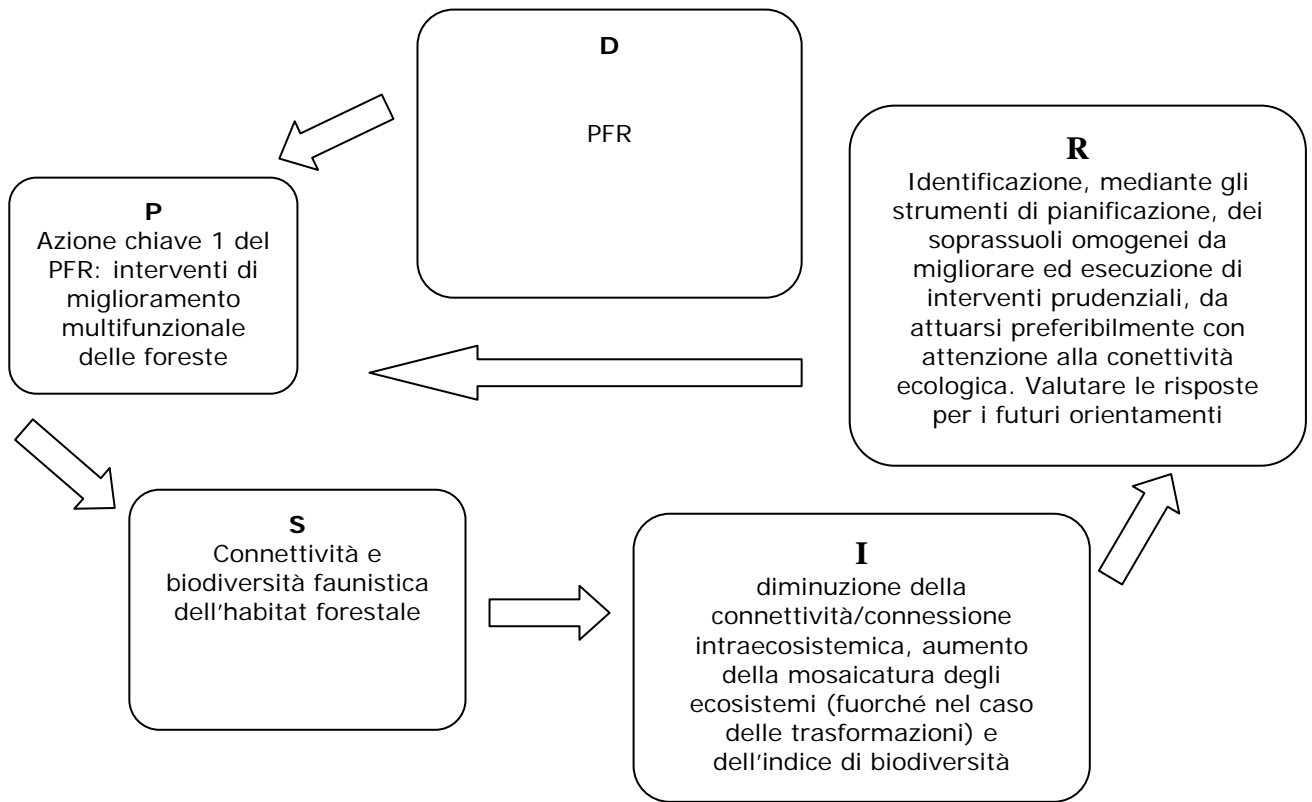 D
PFR
P
Azione chiave 1 del
PFR: interventi di
miglioramento
multifunzionale
delle foreste
S
Connettività e
biodiversità faunistica
dell'habitat forestale
I
diminuzione della
connettività/connessione
intraecosistemica, aumento
della mosaicatura degli
ecosistemi (fuorché nel caso
delle trasformazioni) e
dell'indice di biodiversità
R
Identificazione, mediante gli
strumenti di pianificazione, dei
soprassuoli omogenei da
migliorare ed esecuzione di
interventi prudenziali, da
attuarsi preferibilmente con
attenzione alla conettività
ecologica. Valutare le risposte
per i futuri orientamenti